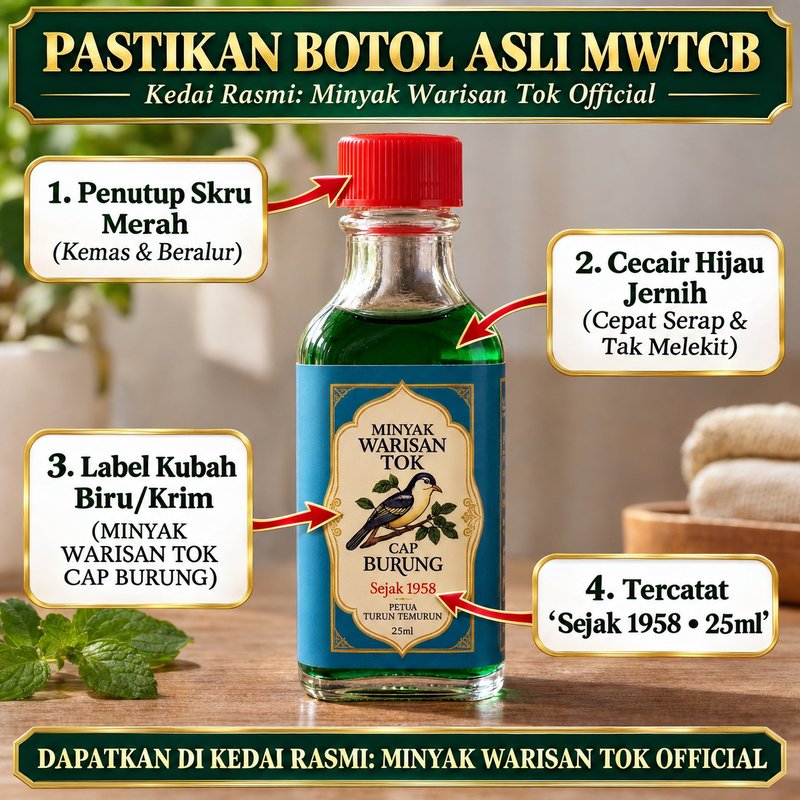 PASTIKAN BOTOL ASLI MWTCB
Kedai Rasmi: Minyak Warisan Tok Official
1. Penutup Skru
Merah
(Kemas & Beralur)
2. Cecair Hijau
Jernih
(Cepat Serap &
Tak Melekit)
3. Label Kubah
Biru/Krim
(MINYAK
WARISAN TOK
CAP BURUNG)
MINYAK
WARISAN
TOK
CAP
BURUNG
Sejak 1958
PETUA
TURUN TEMURUN
25ml
4. Tercatat
‘Sejak 1958 • 25ml’
DAPATKAN DI KEDAI RASMI: MINYAK WARISAN TOK OFFICIAL